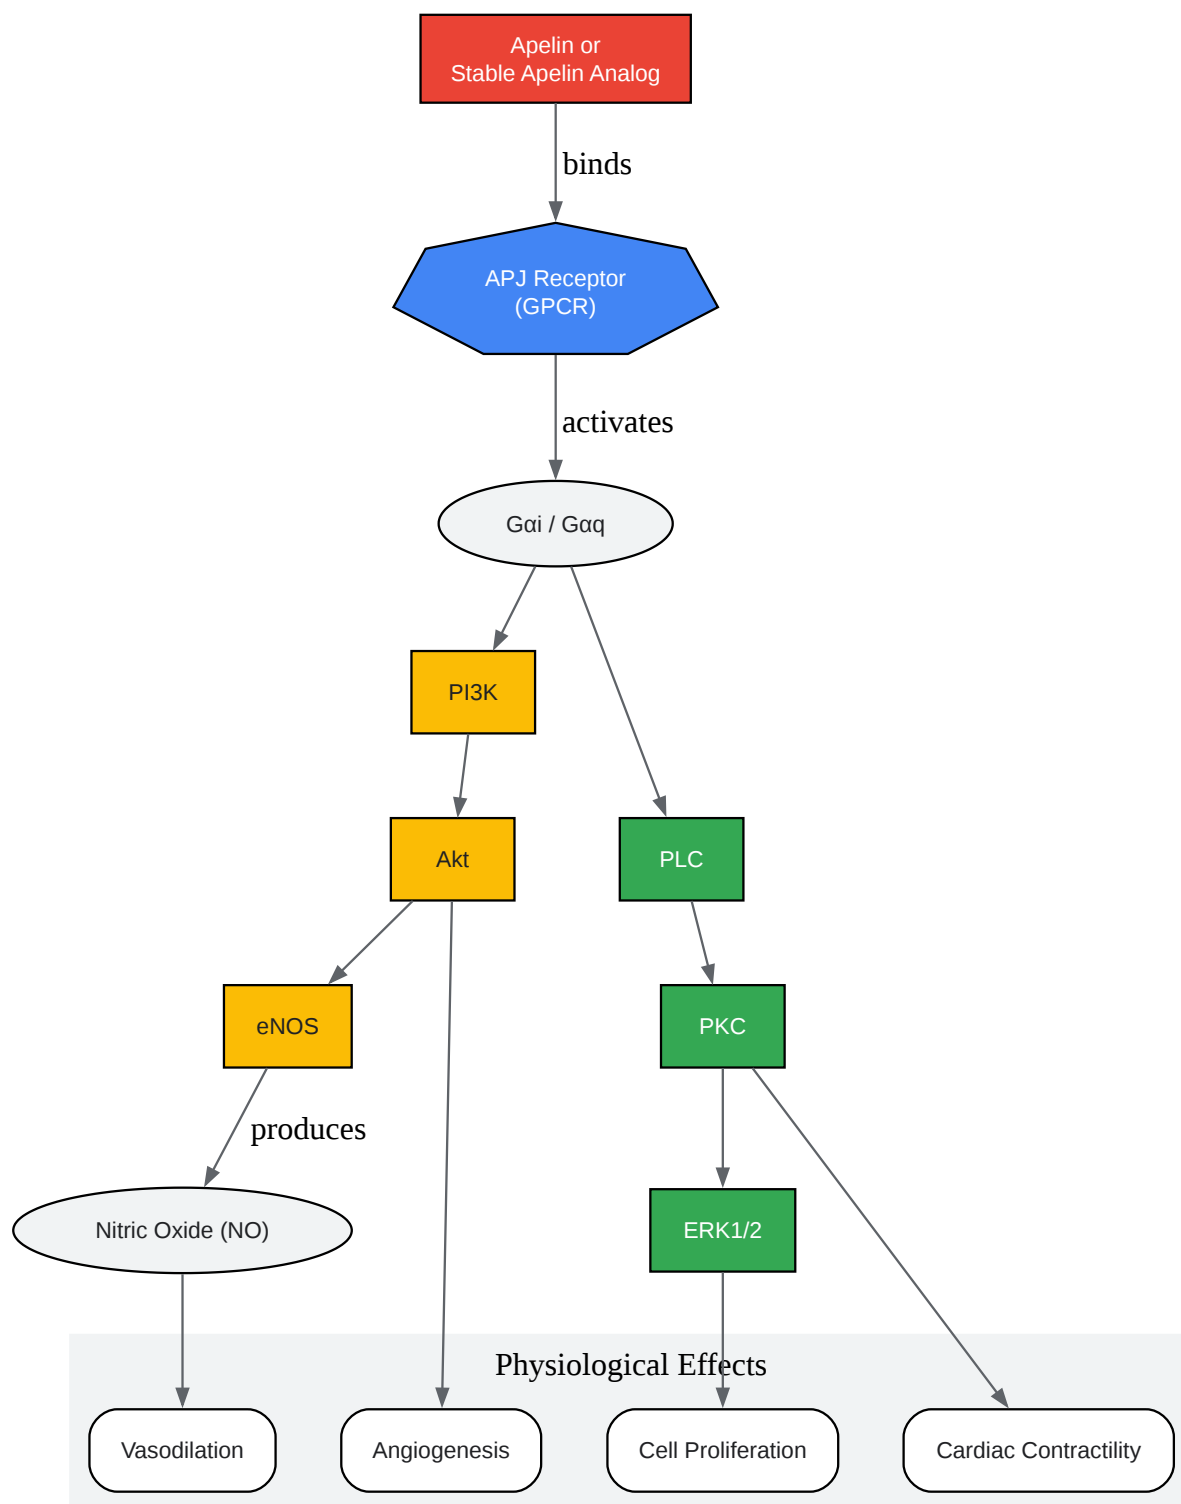 Apelin or
Stable Apelin Analog
binds
APJ Receptor
(GPCR)
activates
Gαi / Gαq
PI3K
Akt
PLC
eNOS
PKC
produces
Nitric Oxide (NO)
ERK1/2
Physiological Effects
Vasodilation
Angiogenesis
Cell Proliferation
Cardiac Contractility